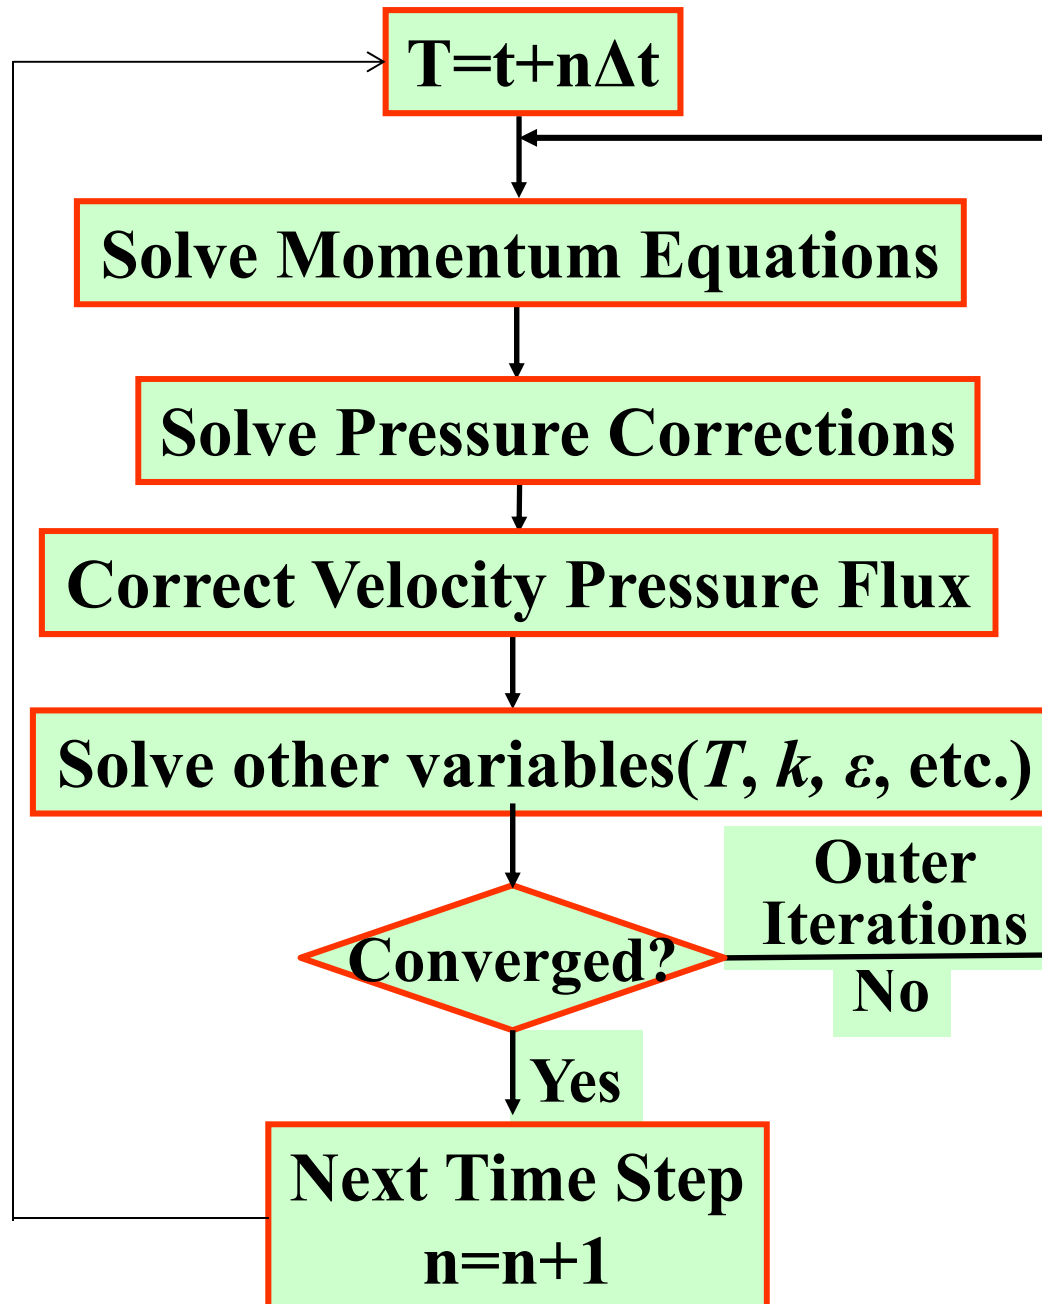 T=t+nΔt
Solve Momentum Equations
Solve Pressure Corrections
Correct Velocity Pressure Flux
Solve other variables(T, k, ε, etc.)
Outer
Iterations
Converged?
No
Yes
Next Time Step
n=n+1